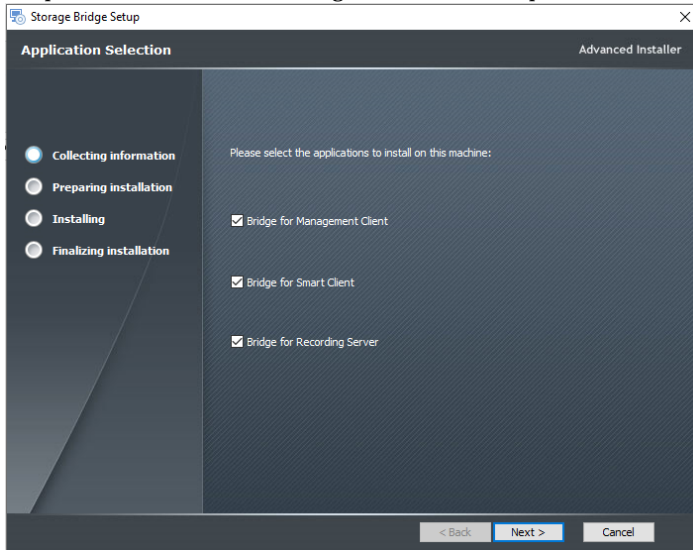 Storage Bridge Setup
Application Selection
Advanced Installer
Collecting information
Please select the applications to install on this machine:
Preparing installation
Installing
Bridge for Management Client
Finalizing installation
Bridge for Smart Client
Bridge for Recording Server
< Back
Next >
Cancel